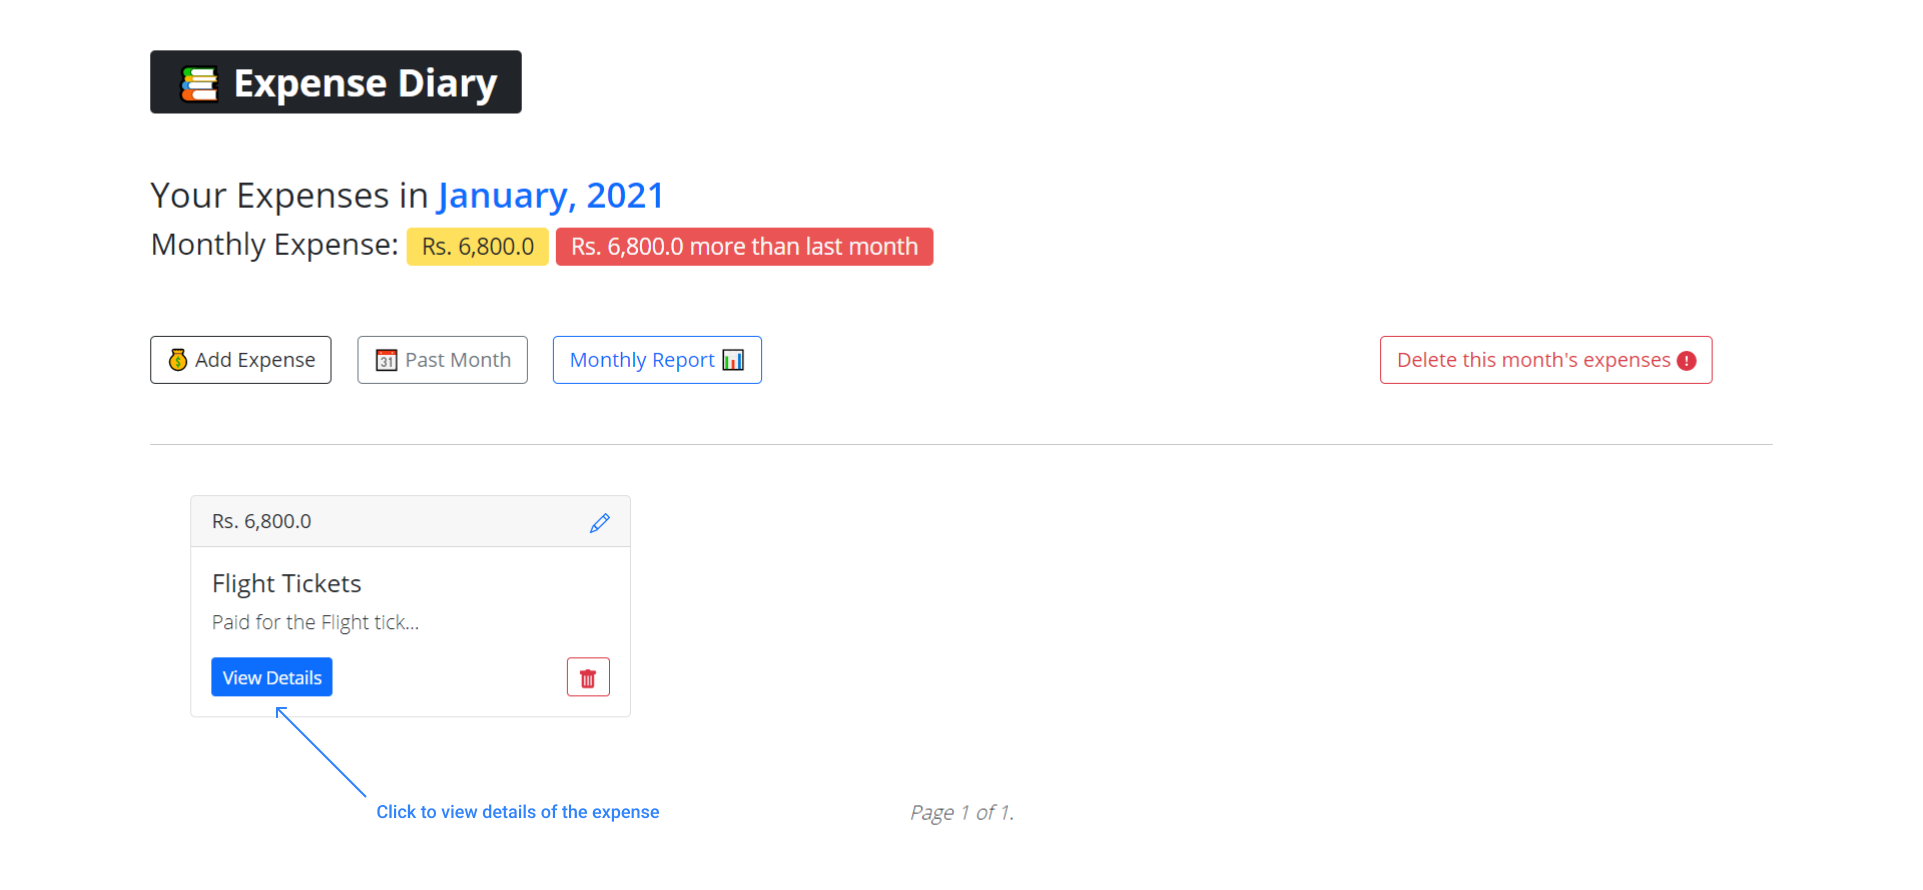 Expense Diary
Your Expenses in January, 2021
Monthly Expense: Rs. 6,800.0 Rs. 6,800.0 more than last month
Add Expense 31 Past Month Monthly Report Delete this month's expenses
Rs. 6,800.0
Flight Tickets
Paid for the Flight tick...
View Details
Click to view details of the expense
Page 1 of 1.